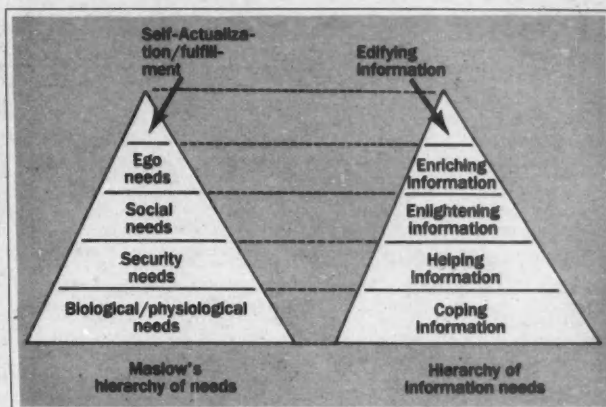 Self-Actualiza-
tion/fulfill-
ment
Edifying
information
Ego
needs
Enriching
information
Social
needs
Enlightening
information
Security
needs
Helping
information
Biological/physiological
needs
Coping
information
Maslow's
hierarchy of needs
Hierarchy of
information needs